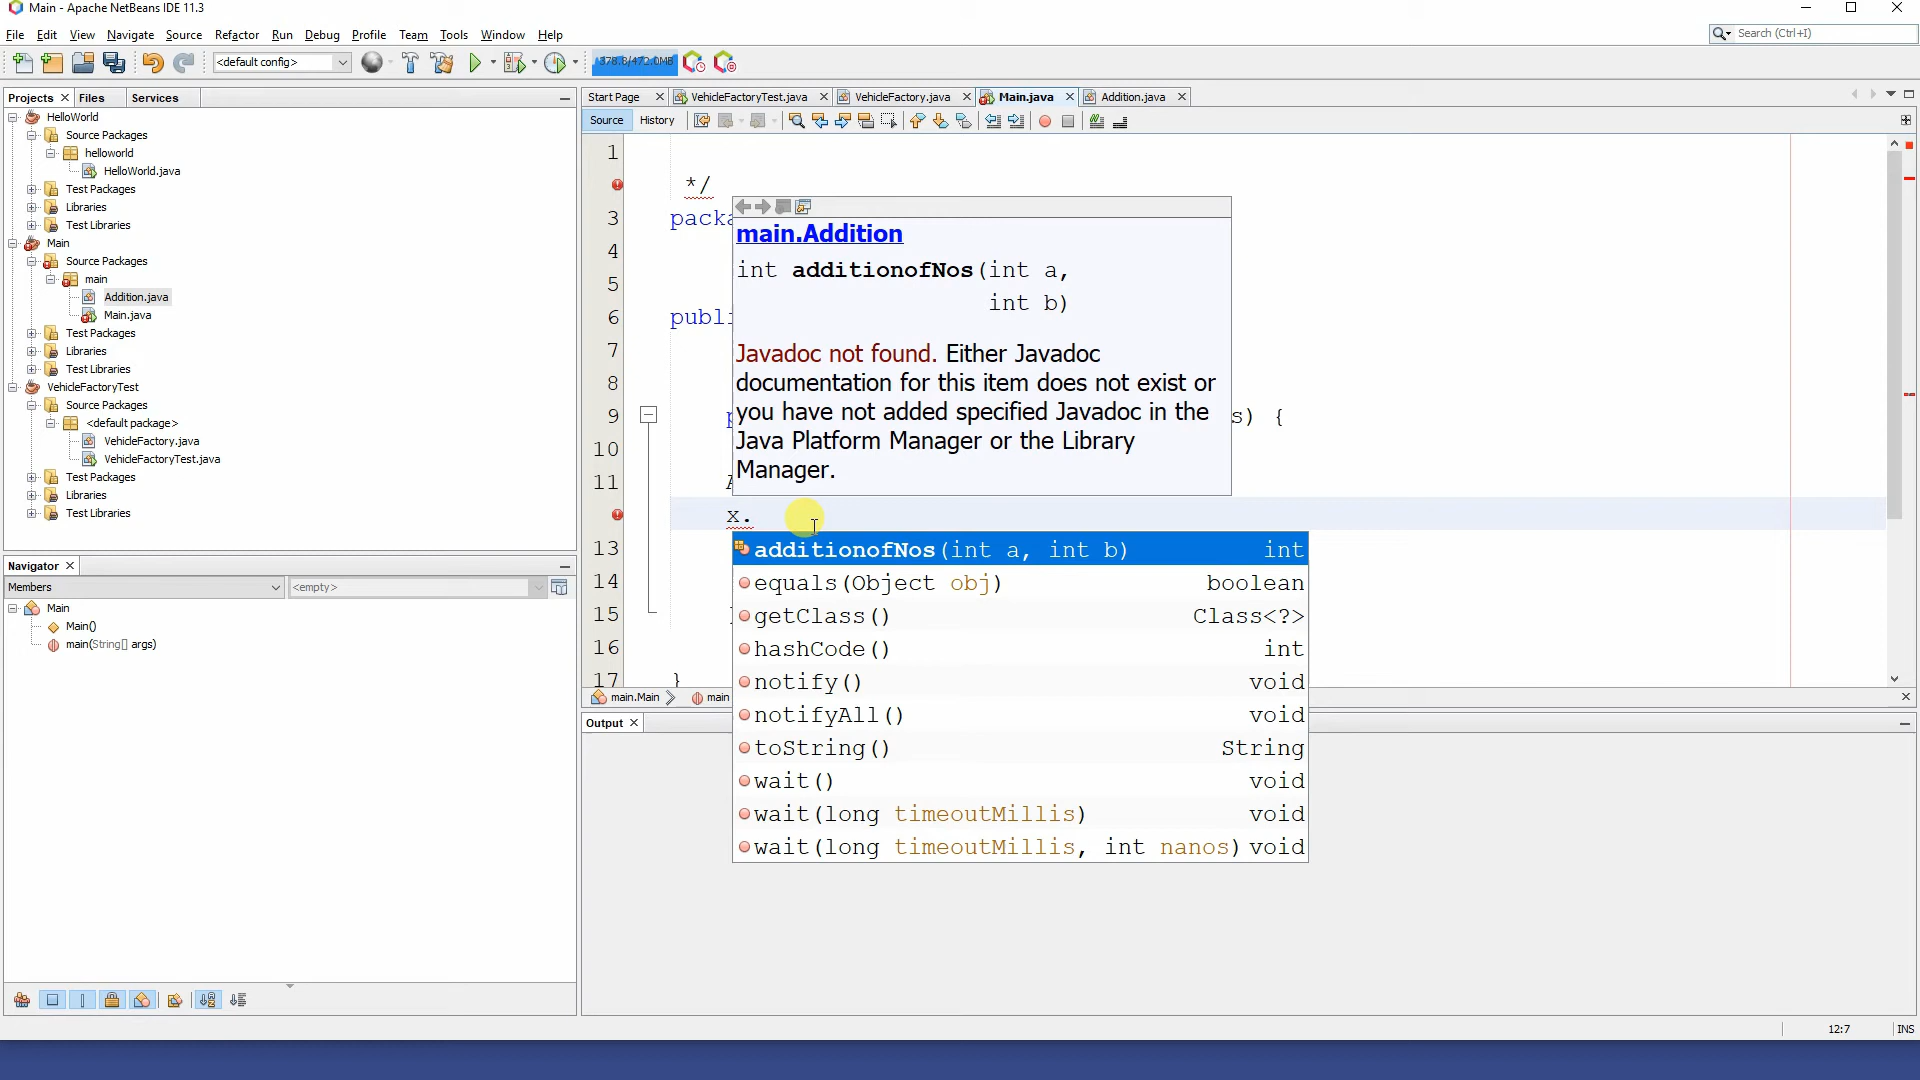 Main - Apache NetBeans IDE 11.3
File Edit View Navigate Source Refactor Run Debug Profile Team Tools Window Help
Search (Ctrl+I)
<default config>
378.8/472.0MB
Projects Files Services
HelloWorld
Source Packages
helloworld
HelloWorld.java
Test Packages
Libraries
Test Libraries
Main
Source Packages
main
Addition.java
Main.java
Test Packages
Libraries
Test Libraries
VehicleFactoryTest
Source Packages
<default package>
VehicleFactory.java
VehicleFactoryTest.java
Test Packages
Libraries
Test Libraries
Navigator
Members <empty>
Main
Main()
main(String[] args)
Start Page VehicleFactoryTest.java VehicleFactory.java Main.java Addition.java
Source History
1
*/
3 packa
4
5
6 publi
7
8
9 p s) {
10
11 A
x.
13
14
15
16
17 }
main.Addition
int additionofNos(int a,
int b)
Javadoc not found. Either Javadoc
documentation for this item does not exist or
you have not added specified Javadoc in the
Java Platform Manager or the Library
Manager.
additionofNos(int a, int b) int
equals(Object obj) boolean
getClass() Class<?>
hashCode() int
notify() void
notifyAll() void
toString() String
wait() void
wait(long timeoutMillis) void
wait(long timeoutMillis, int nanos) void
main.Main main
Output
12:7 INS